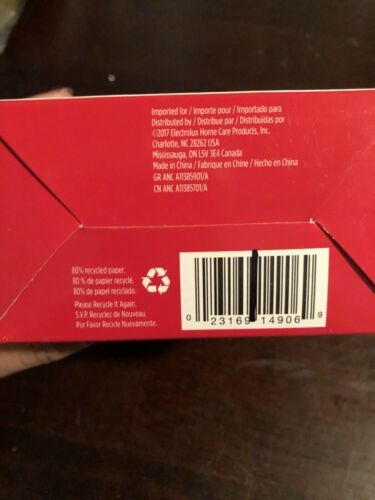 Imported for / Importe pour / Importado para
Distributed by / Distribue par / Distribuidas por
©2017 Electrolux Home Care Products, Inc.
Charlotte, NC 28262 USA
Mississauga, ON L5V 3E4 Canada
Made in China / Fabrique en Chine / Hecho en China
GR ANC A11385901/A
CN ANC A11385701/A
80% recycled paper.
80 % de papier recyclé.
80% de papel reciclado.
Please Recycle It Again.
S.V.P. Recyclez de Nouveau.
Por Favor Recicle Nuevamente.
0 23169 14906 9